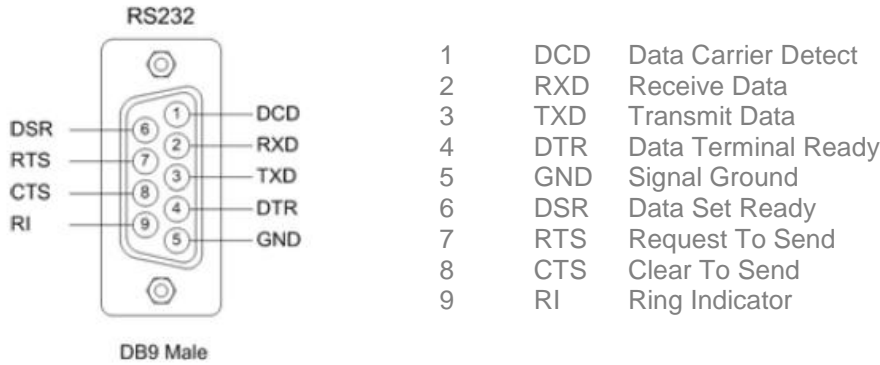 RS232
DSR
RTS
CTS
RI
6
7
8
9
1
2
3
4
5
DCD
RXD
TXD
DTR
GND
DB9 Male
1 DCD Data Carrier Detect
2 RXD Receive Data
3 TXD Transmit Data
4 DTR Data Terminal Ready
5 GND Signal Ground
6 DSR Data Set Ready
7 RTS Request To Send
8 CTS Clear To Send
9 RI Ring Indicator